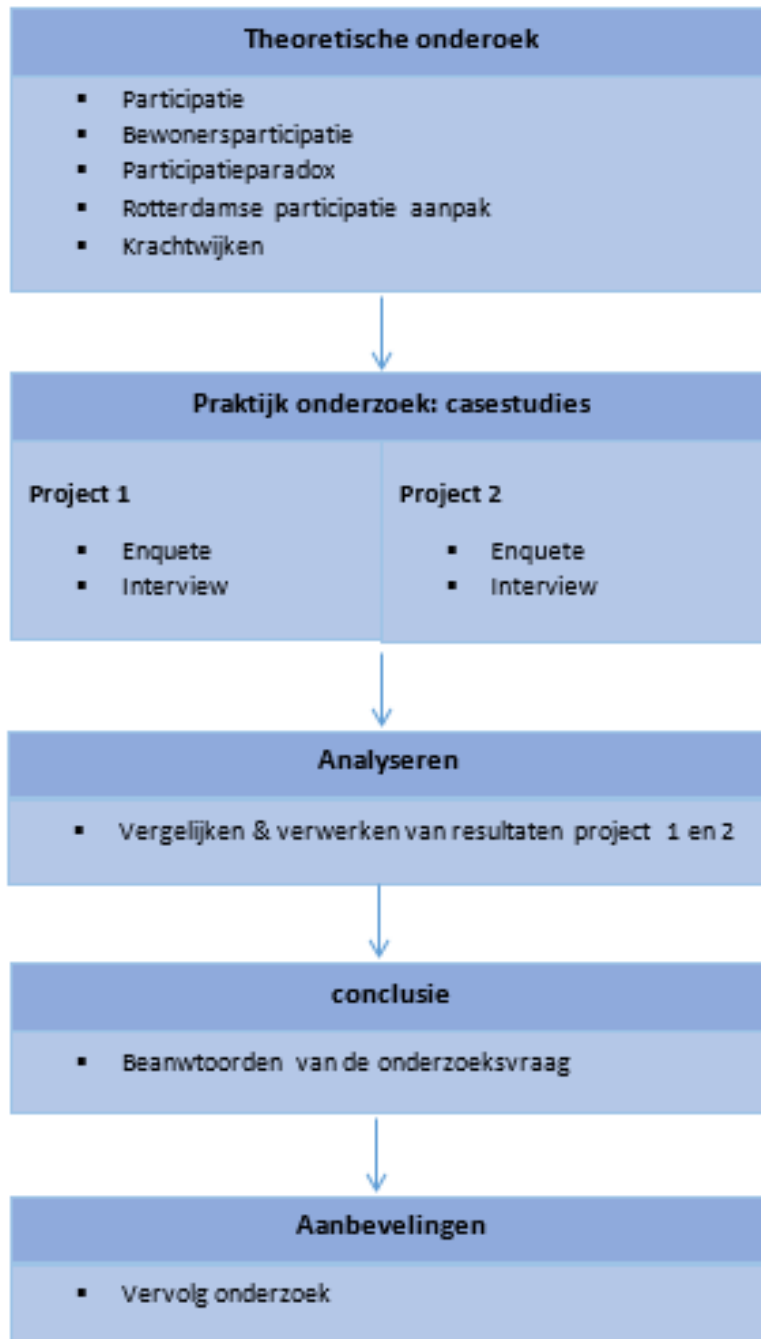 Theoretische onderoek
▪ Participatie
▪ Bewonersparticipatie
▪ Participatieparadox
▪ Rotterdamse participatie aanpak
▪ Krachtwijken
Praktijk onderzoek: casestudies
Project 1
▪ Enquete
▪ Interview
Project 2
▪ Enquete
▪ Interview
Analyseren
▪ Vergelijken & verwerken van resultaten project 1 en 2
conclusie
▪ Beanwtoorden van de onderzoeksvraag
Aanbevelingen
▪ Vervolg onderzoek